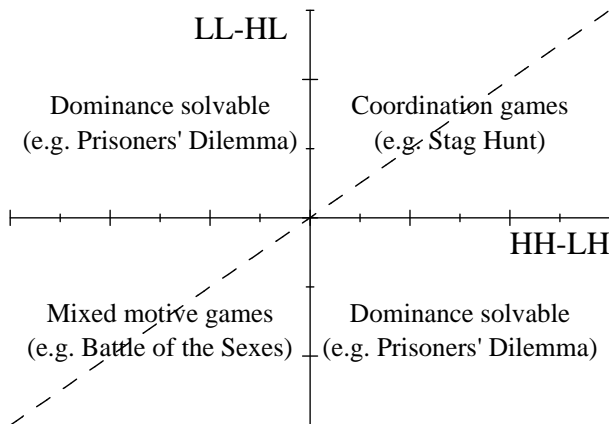 LL-HL
Dominance solvable
(e.g. Prisoners' Dilemma)
Coordination games
(e.g. Stag Hunt)
HH-LH
Mixed motive games
(e.g. Battle of the Sexes)
Dominance solvable
(e.g. Prisoners' Dilemma)